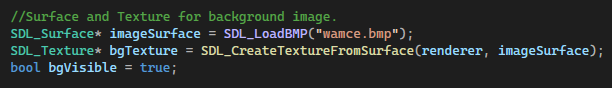 //Surface and Texture for background image.
SDL_Surface* imageSurface = SDL_LoadBMP("wamce.bmp");
SDL_Texture* bgTexture = SDL_CreateTextureFromSurface(renderer, imageSurface);
bool bgVisible = true;